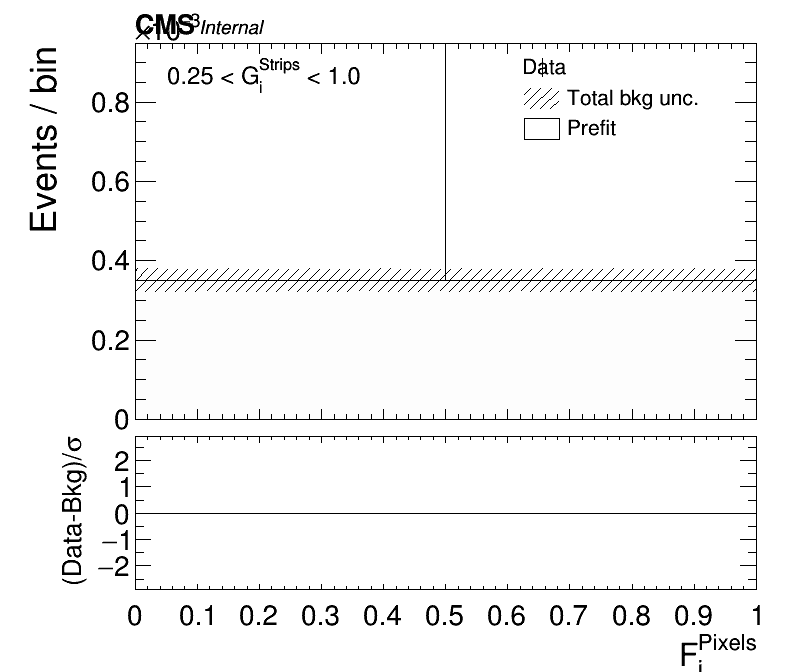 CMS Internal
×10⁻³
Events / bin
0.25 < G_i^Strips < 1.0
Data
Total bkg unc.
Prefit
0.8
0.6
0.4
0.2
0
(Data-Bkg)/σ
2
1
0
−1
−2
0 0.1 0.2 0.3 0.4 0.5 0.6 0.7 0.8 0.9 1
F_i^Pixels